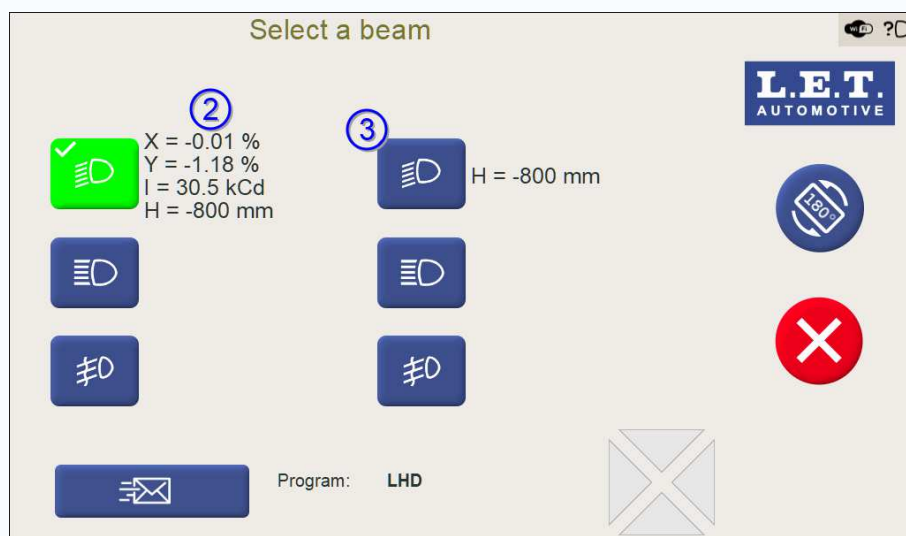 Select a beam
WiFi
?
L.E.T.
AUTOMOTIVE
2
X = -0.01 %
Y = -1.18 %
I = 30.5 kCd
H = -800 mm
3
H = -800 mm
180°
Program: LHD